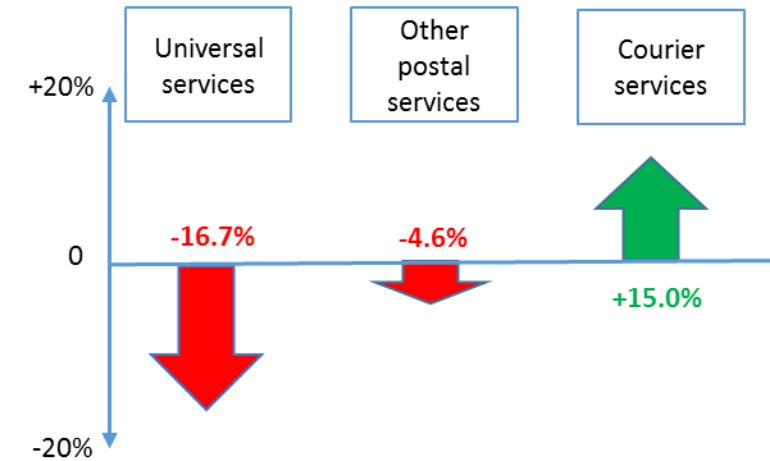 Universal
services
Other
postal
services
Courier
services
+20%
-16.7%
-4.6%
0
+15.0%
-20%